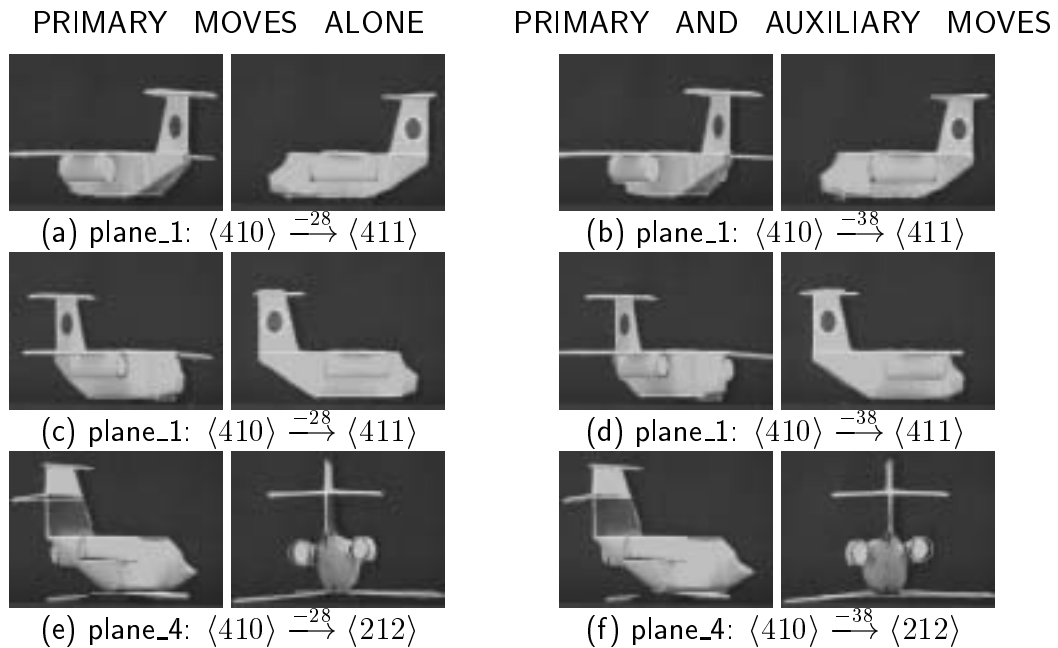 PRIMARY MOVES ALONE PRIMARY AND AUXILIARY MOVES
(a) plane_1: ⟨410⟩ —−28→ ⟨411⟩ (b) plane_1: ⟨410⟩ —−38→ ⟨411⟩
(c) plane_1: ⟨410⟩ —−28→ ⟨411⟩ (d) plane_1: ⟨410⟩ —−38→ ⟨411⟩
(e) plane_4: ⟨410⟩ —−28→ ⟨212⟩ (f) plane_4: ⟨410⟩ —−38→ ⟨212⟩